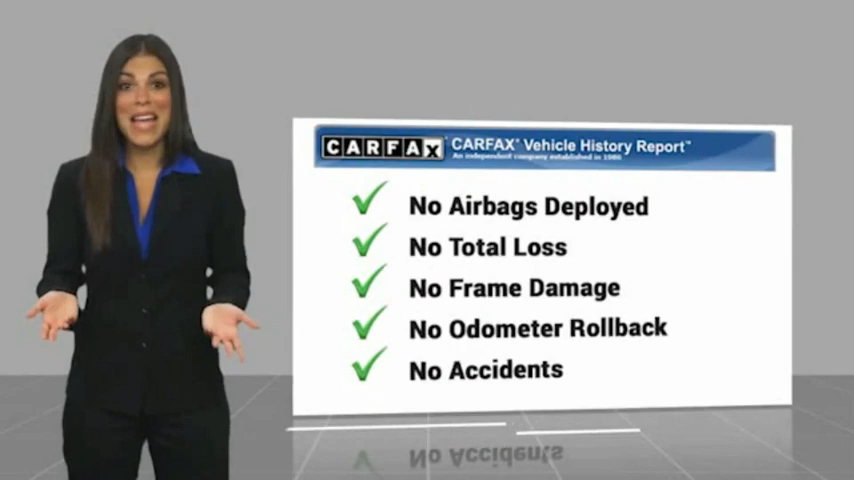 CARFAX CARFAX® Vehicle History Report™
An independent company established in 1986
No Airbags Deployed
No Total Loss
No Frame Damage
No Odometer Rollback
No Accidents
No Accidents